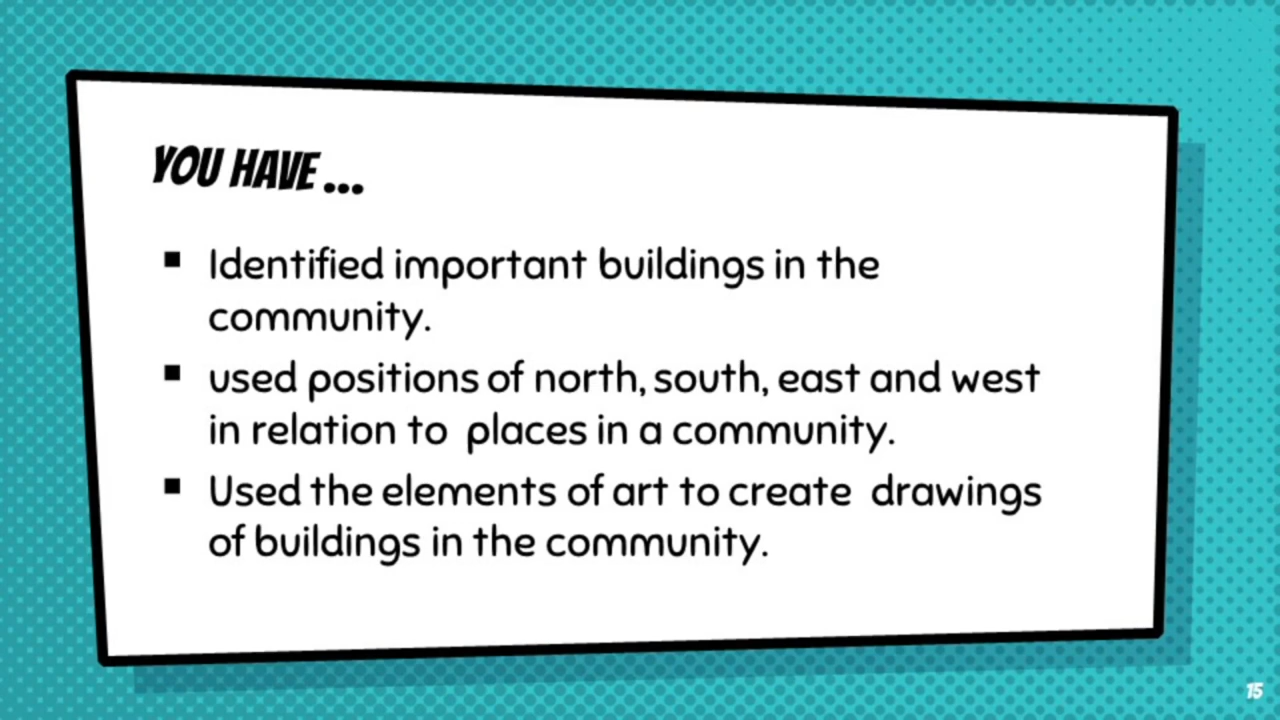 YOU HAVE ...
▪ Identified important buildings in the
community.
▪ used positions of north, south, east and west
in relation to  places in a community.
▪ Used the elements of art to create  drawings
of buildings in the community.
15